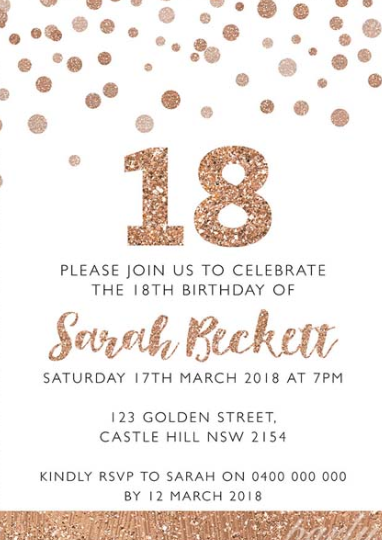 18
PLEASE JOIN US TO CELEBRATE
THE 18TH BIRTHDAY OF
Sarah Beckett
SATURDAY 17TH MARCH 2018 AT 7PM
123 GOLDEN STREET,
CASTLE HILL NSW 2154
KINDLY RSVP TO SARAH ON 0400 000 000
BY 12 MARCH 2018